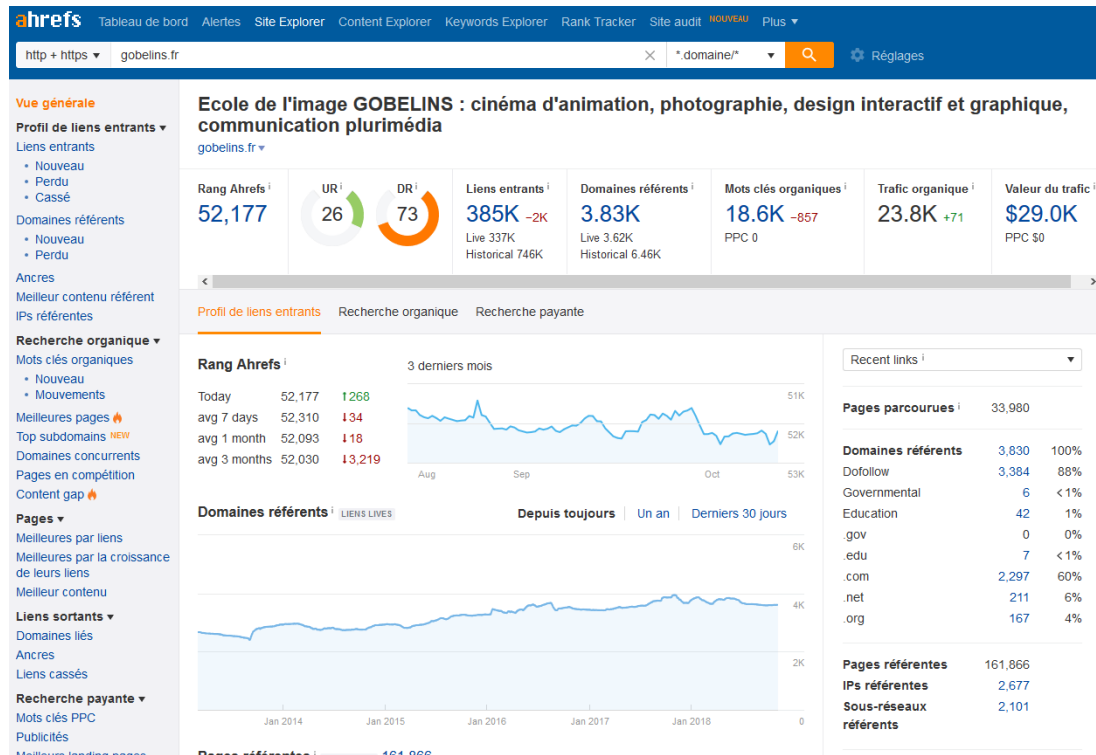 ahrefs Tableau de bord Alertes Site Explorer Content Explorer Keywords Explorer Rank Tracker Site audit NOUVEAU Plus ▼
http + https ▼ gobelins.fr × *.domaine/* ▼ Réglages
Vue générale
Profil de liens entrants ▾
Liens entrants
• Nouveau
• Perdu
• Cassé
Domaines référents
• Nouveau
• Perdu
Ancres
Meilleur contenu référent
IPs référentes
Recherche organique ▾
Mots clés organiques
• Nouveau
• Mouvements
Meilleures pages
Top subdomains NEW
Domaines concurrents
Pages en compétition
Content gap
Pages ▾
Meilleures par liens
Meilleures par la croissance
de leurs liens
Meilleur contenu
Liens sortants ▾
Domaines liés
Ancres
Liens cassés
Recherche payante ▾
Mots clés PPC
Publicités
Meilleurs landing pages
Ecole de l'image GOBELINS : cinéma d'animation, photographie, design interactif et graphique,
communication plurimédia
gobelins.fr ▾
Rang Ahrefs i
52,177
UR i
26
DR i
73
Liens entrants i
385K -2K
Live 337K
Historical 746K
Domaines référents i
3.83K
Live 3.62K
Historical 6.46K
Mots clés organiques i
18.6K -857
PPC 0
Trafic organique i
23.8K +71
Valeur du trafic i
$29.0K
PPC $0
Profil de liens entrants Recherche organique Recherche payante
Rang Ahrefs i 3 derniers mois
Today 52,177 ↑268
avg 7 days 52,310 ↓34
avg 1 month 52,093 ↓18
avg 3 months 52,030 ↓3,219
51K
52K
53K
Aug Sep Oct
Domaines référents i LIENS LIVES Depuis toujours Un an Derniers 30 jours
6K
4K
2K
0
Jan 2014 Jan 2015 Jan 2016 Jan 2017 Jan 2018
Pages référentes i 161,866
Recent links i ▼
Pages parcourues i 33,980
Domaines référents 3,830 100%
Dofollow 3,384 88%
Governmental 6 <1%
Education 42 1%
.gov 0 0%
.edu 7 <1%
.com 2,297 60%
.net 211 6%
.org 167 4%
Pages référentes 161,866
IPs référentes 2,677
Sous-réseaux 2,101
référents